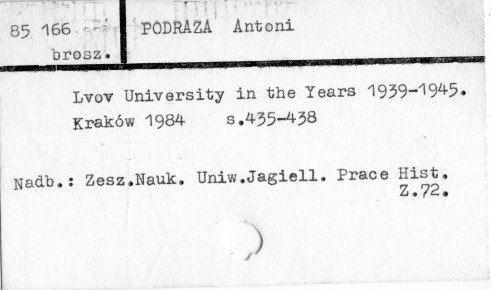 85 166 PODRAZA Antoni
brosz.
Lvov University in the Years 1939-1945.
Kraków 1984 s.435-438
Nadb.: Zesz.Nauk. Uniw.Jagiell. Prace Hist.
Z.72.